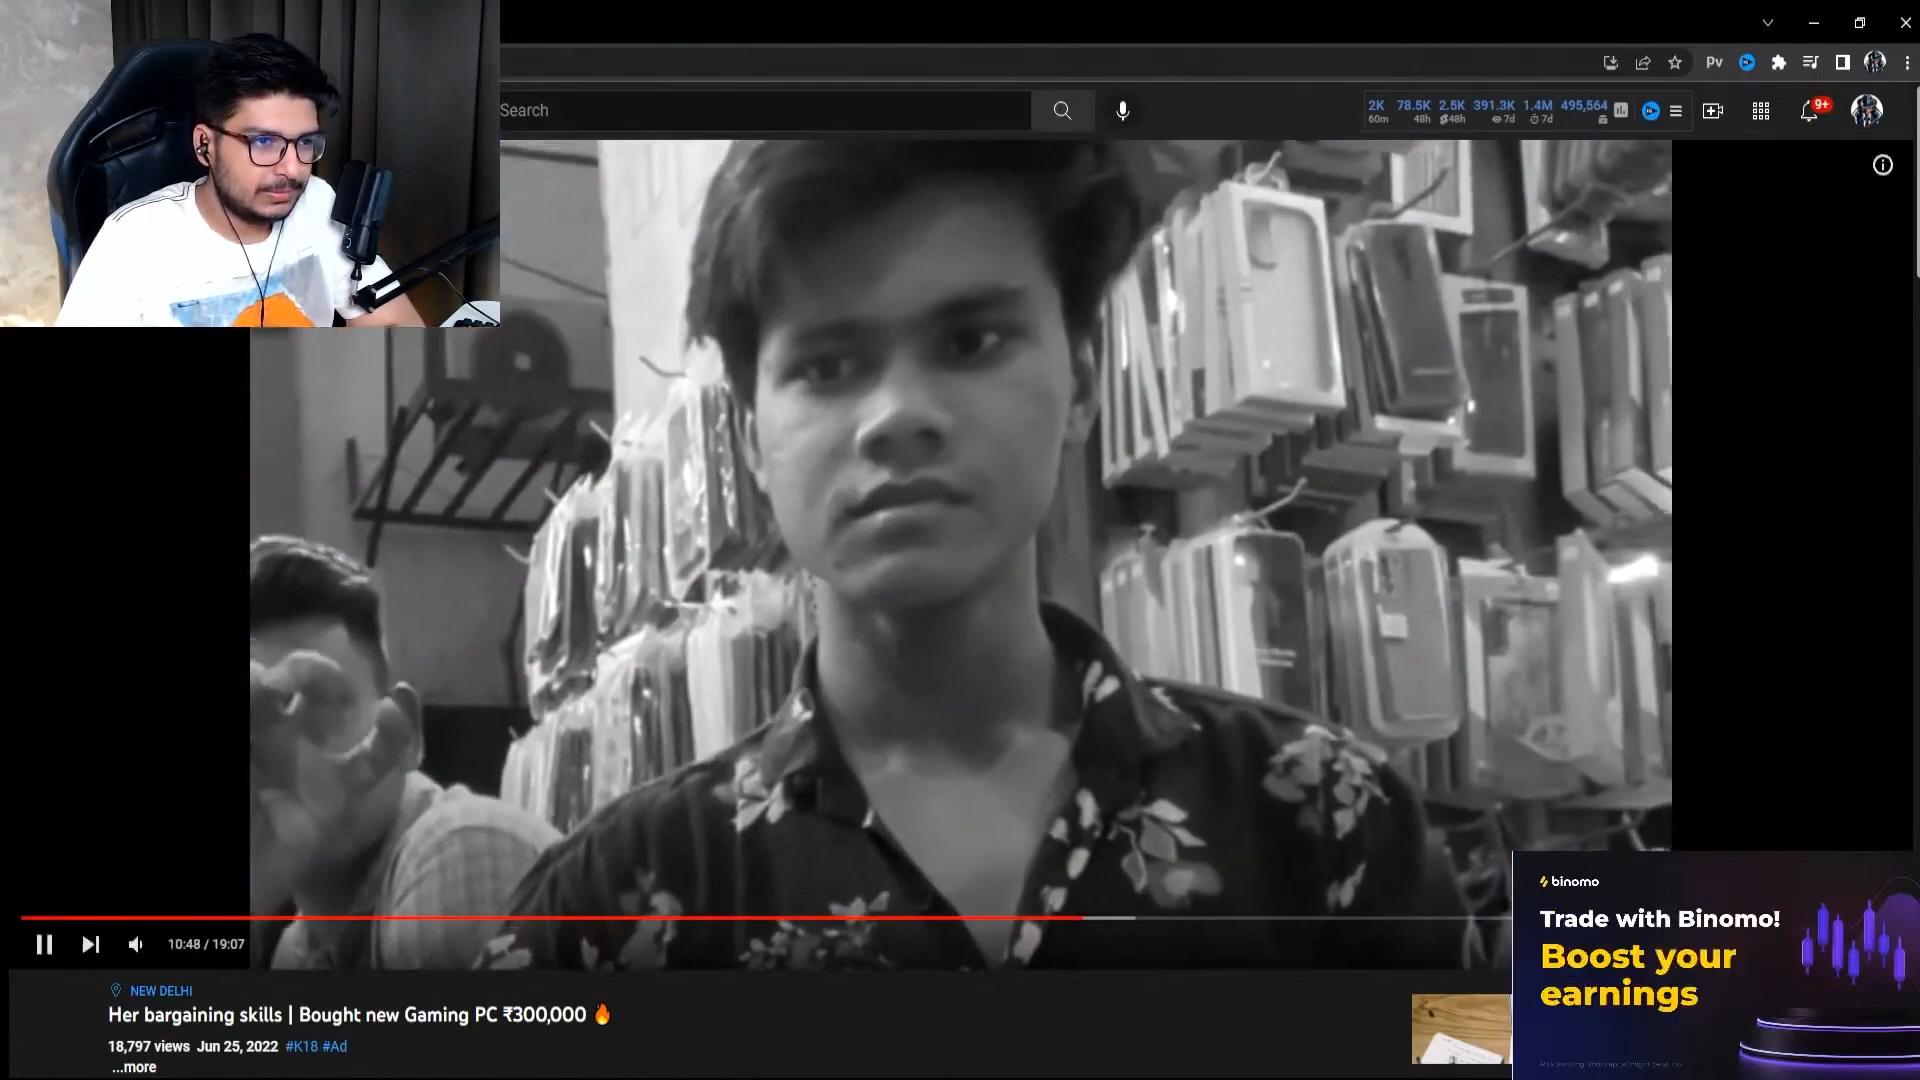 Pv
Search
2K 78.5K 2.5K 391.3K 1.4M 495,564
60m 48h 48h 7d 7d
9+
binomo
Trade with Binomo!
Boost your
earnings
10:48 / 19:07
NEW DELHI
Her bargaining skills | Bought new Gaming PC ₹300,000 🔥
18,797 views Jun 25, 2022 #K18 #Ad
...more